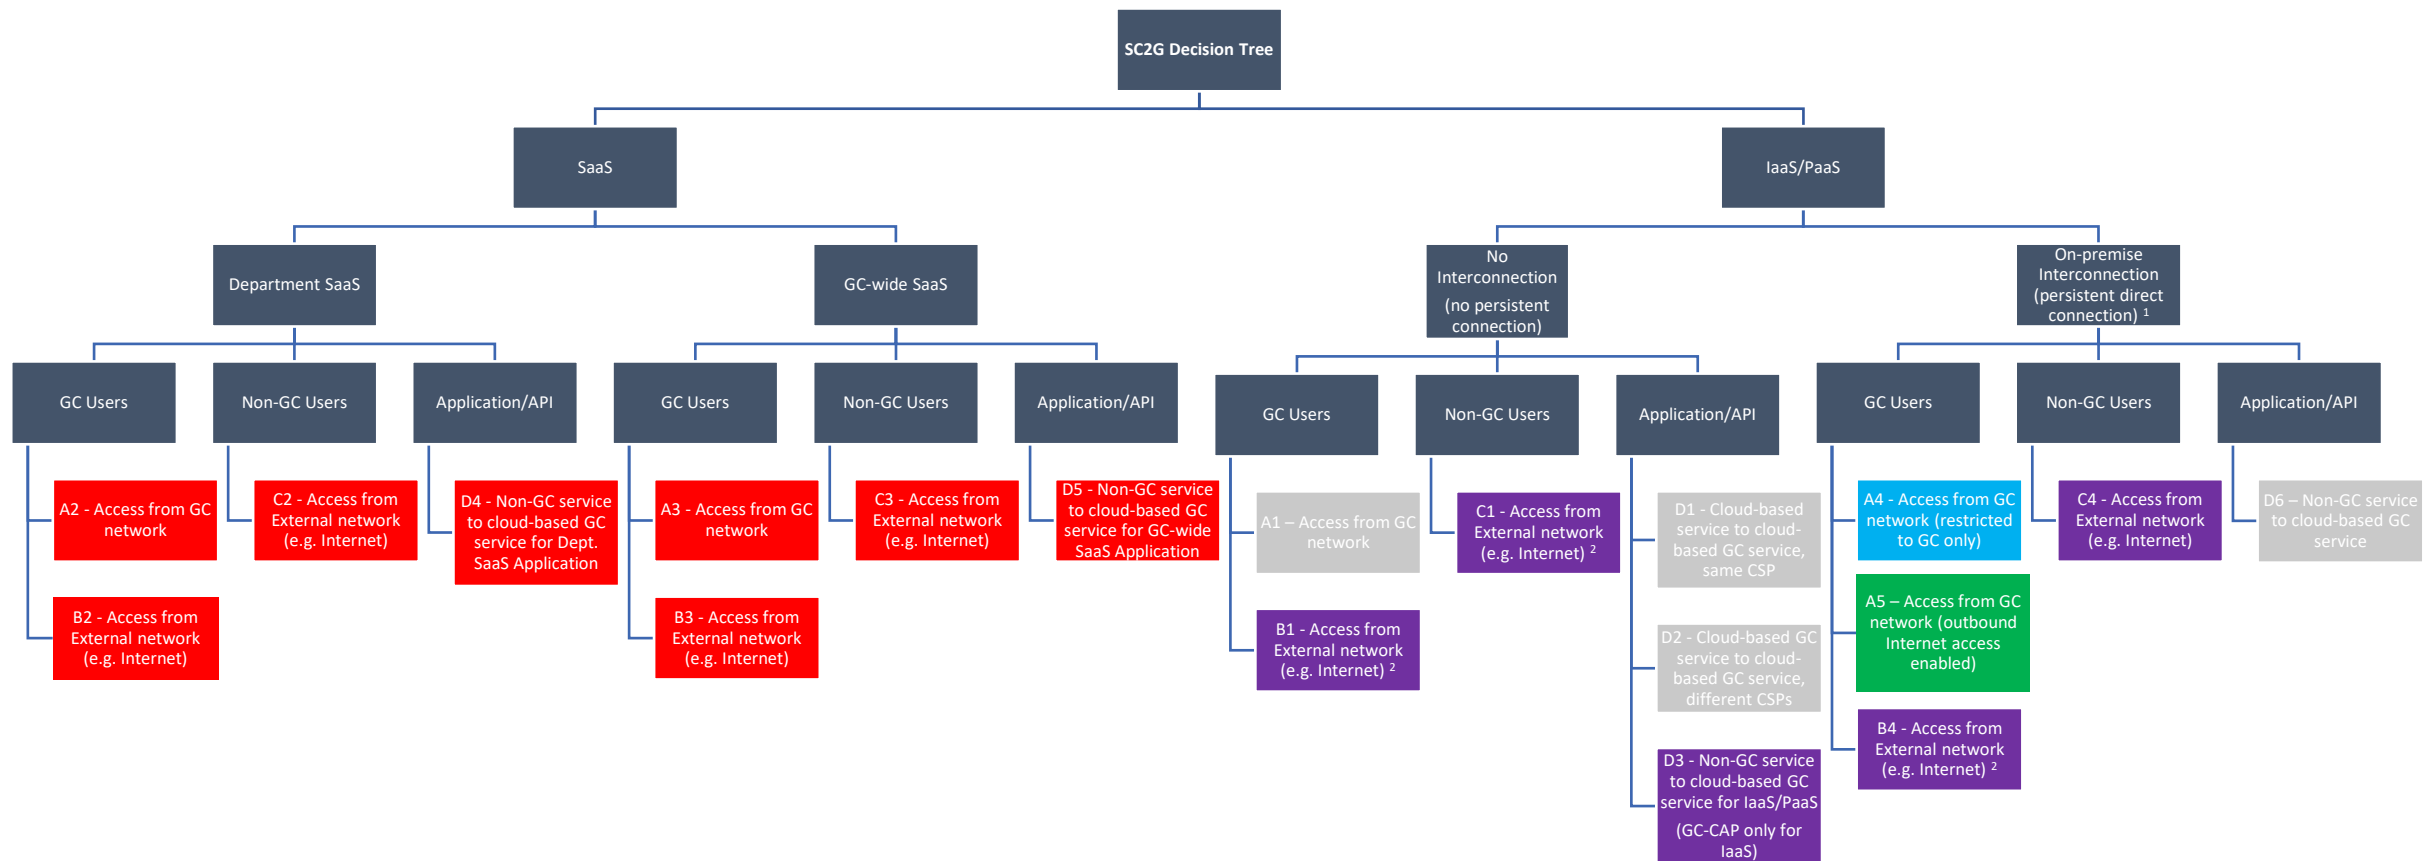 SC2G Decision Tree
SaaS
IaaS/PaaS
Department SaaS
GC-wide SaaS
No
Interconnection
(no persistent
connection)
On-premise
Interconnection
(persistent direct
connection) 1
GC Users
Non-GC Users
Application/API
GC Users
Non-GC Users
Application/API
GC Users
Non-GC Users
Application/API
GC Users
Non-GC Users
Application/API
A2 - Access from GC
network
B2 - Access from
External network
(e.g. Internet)
C2 - Access from
External network
(e.g. Internet)
D4 - Non-GC service
to cloud-based GC
service for Dept.
SaaS Application
A3 - Access from GC
network
B3 - Access from
External network
(e.g. Internet)
C3 - Access from
External network
(e.g. Internet)
D5 - Non-GC service
to cloud-based GC
service for GC-wide
SaaS Application
A1 – Access from GC
network
B1 - Access from
External network
(e.g. Internet) 2
C1 - Access from
External network
(e.g. Internet) 2
D1 - Cloud-based
service to cloud-
based GC service,
same CSP
D2 - Cloud-based GC
service to cloud-
based GC service,
different CSPs
D3 - Non-GC service
to cloud-based GC
service for IaaS/PaaS
(GC-CAP only for
IaaS)
A4 - Access from GC
network (restricted
to GC only)
A5 – Access from GC
network (outbound
Internet access
enabled)
B4 - Access from
External network
(e.g. Internet) 2
C4 - Access from
External network
(e.g. Internet)
D6 – Non-GC service
to cloud-based GC
service